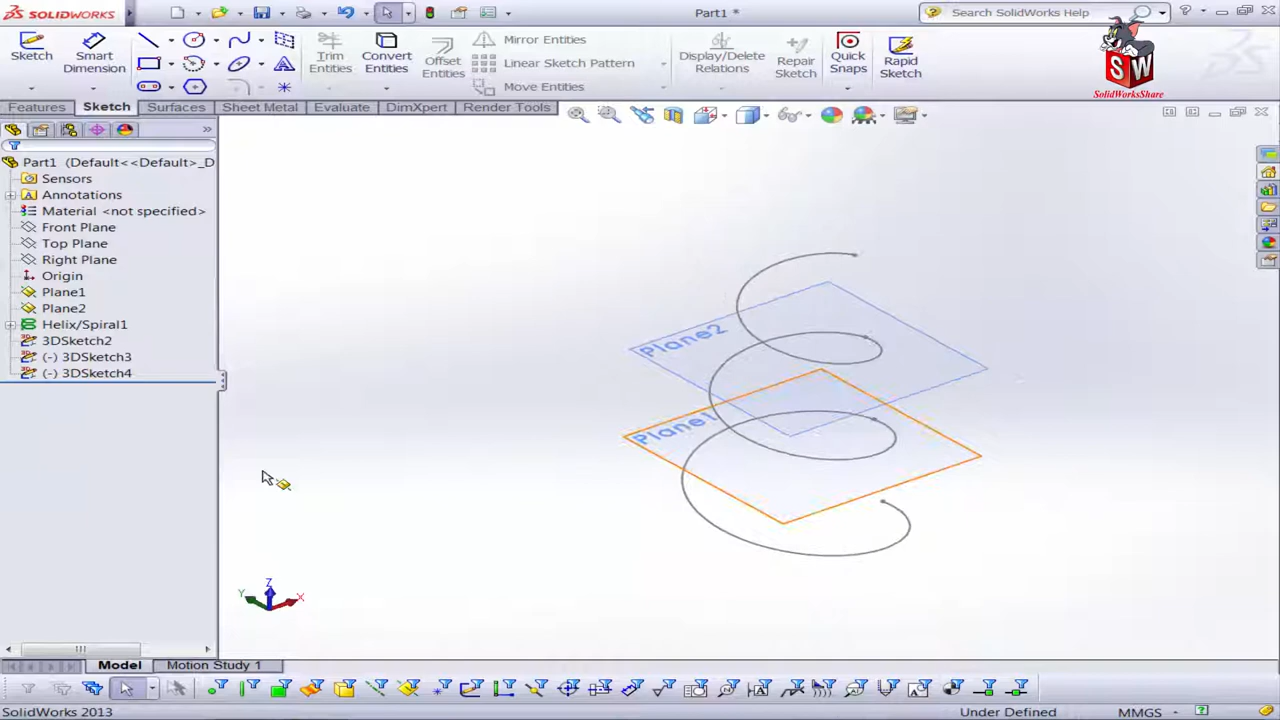 SOLIDWORKS
Part1 *
Search SolidWorks Help
Sketch
Smart Dimension
Trim Entities
Convert Entities
Offset Entities
Mirror Entities
Linear Sketch Pattern
Move Entities
Display/Delete Relations
Repair Sketch
Quick Snaps
Rapid Sketch
SW
SolidWorksShare
Features
Sketch
Surfaces
Sheet Metal
Evaluate
DimXpert
Render Tools
Part1 (Default<<Default>_D
Sensors
Annotations
Material <not specified>
Front Plane
Top Plane
Right Plane
Origin
Plane1
Plane2
Helix/Spiral1
3DSketch2
(-) 3DSketch3
(-) 3DSketch4
Plane2
Plane1
Z
Y
X
Model
Motion Study 1
SolidWorks 2013
Under Defined
MMGS